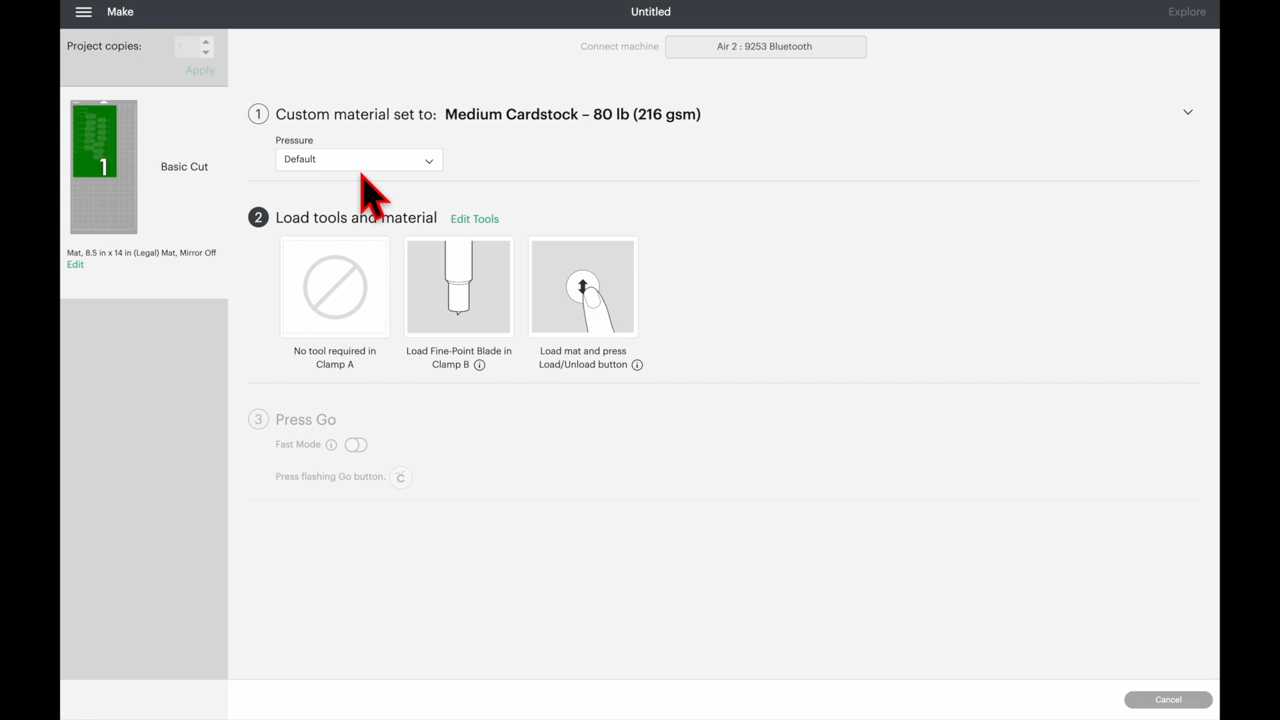 Make
Untitled
Explore
Project copies:
1
Apply
Connect machine
Air 2 : 9253 Bluetooth
1
Basic Cut
Mat, 8.5 in x 14 in (Legal) Mat, Mirror Off
Edit
1 Custom material set to: Medium Cardstock – 80 lb (216 gsm)
Pressure
Default
2 Load tools and material Edit Tools
No tool required in
Clamp A
Load Fine-Point Blade in
Clamp B
Load mat and press
Load/Unload button
3 Press Go
Fast Mode
Press flashing Go button.
Cancel